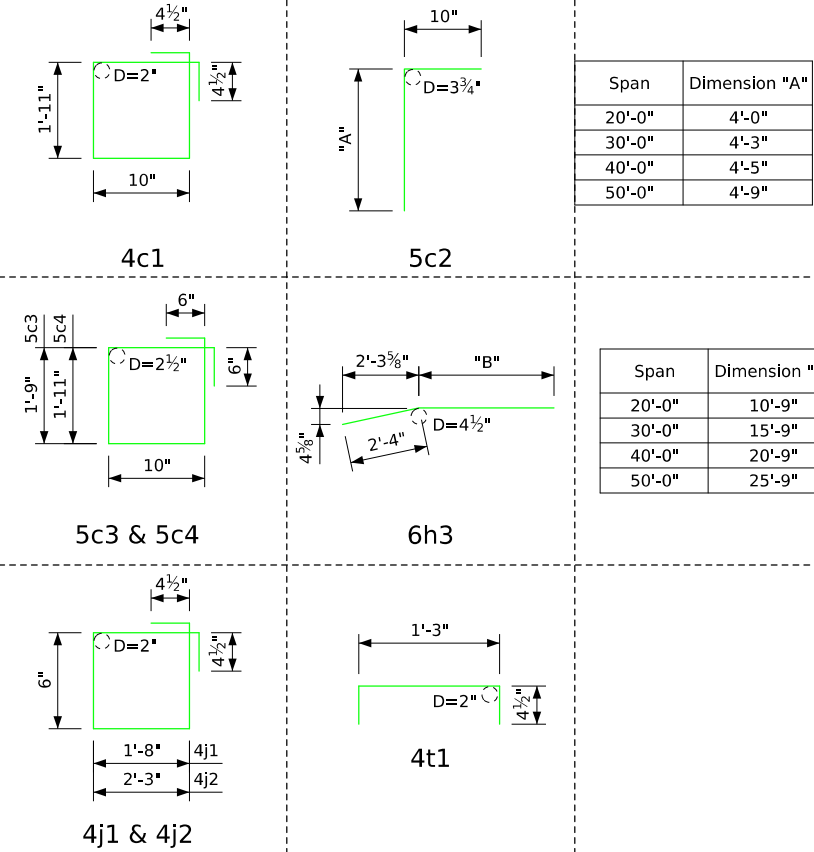 4½"
D=2"
4½"
1'-11"
10"
4c1
10"
D=3¾"
"A"
5c2
Span Dimension "A"
20'-0" 4'-0"
30'-0" 4'-3"
40'-0" 4'-5"
50'-0" 4'-9"
6"
5c3
5c4
D=2½"
6"
1'-9"
1'-11"
10"
5c3 & 5c4
2'-3⅝"
"B"
D=4½"
4⅝"
2'-4"
6h3
Span Dimension "
20'-0" 10'-9"
30'-0" 15'-9"
40'-0" 20'-9"
50'-0" 25'-9"
4½"
D=2"
4½"
6"
1'-8" 4j1
2'-3" 4j2
4j1 & 4j2
1'-3"
D=2"
4½"
4t1